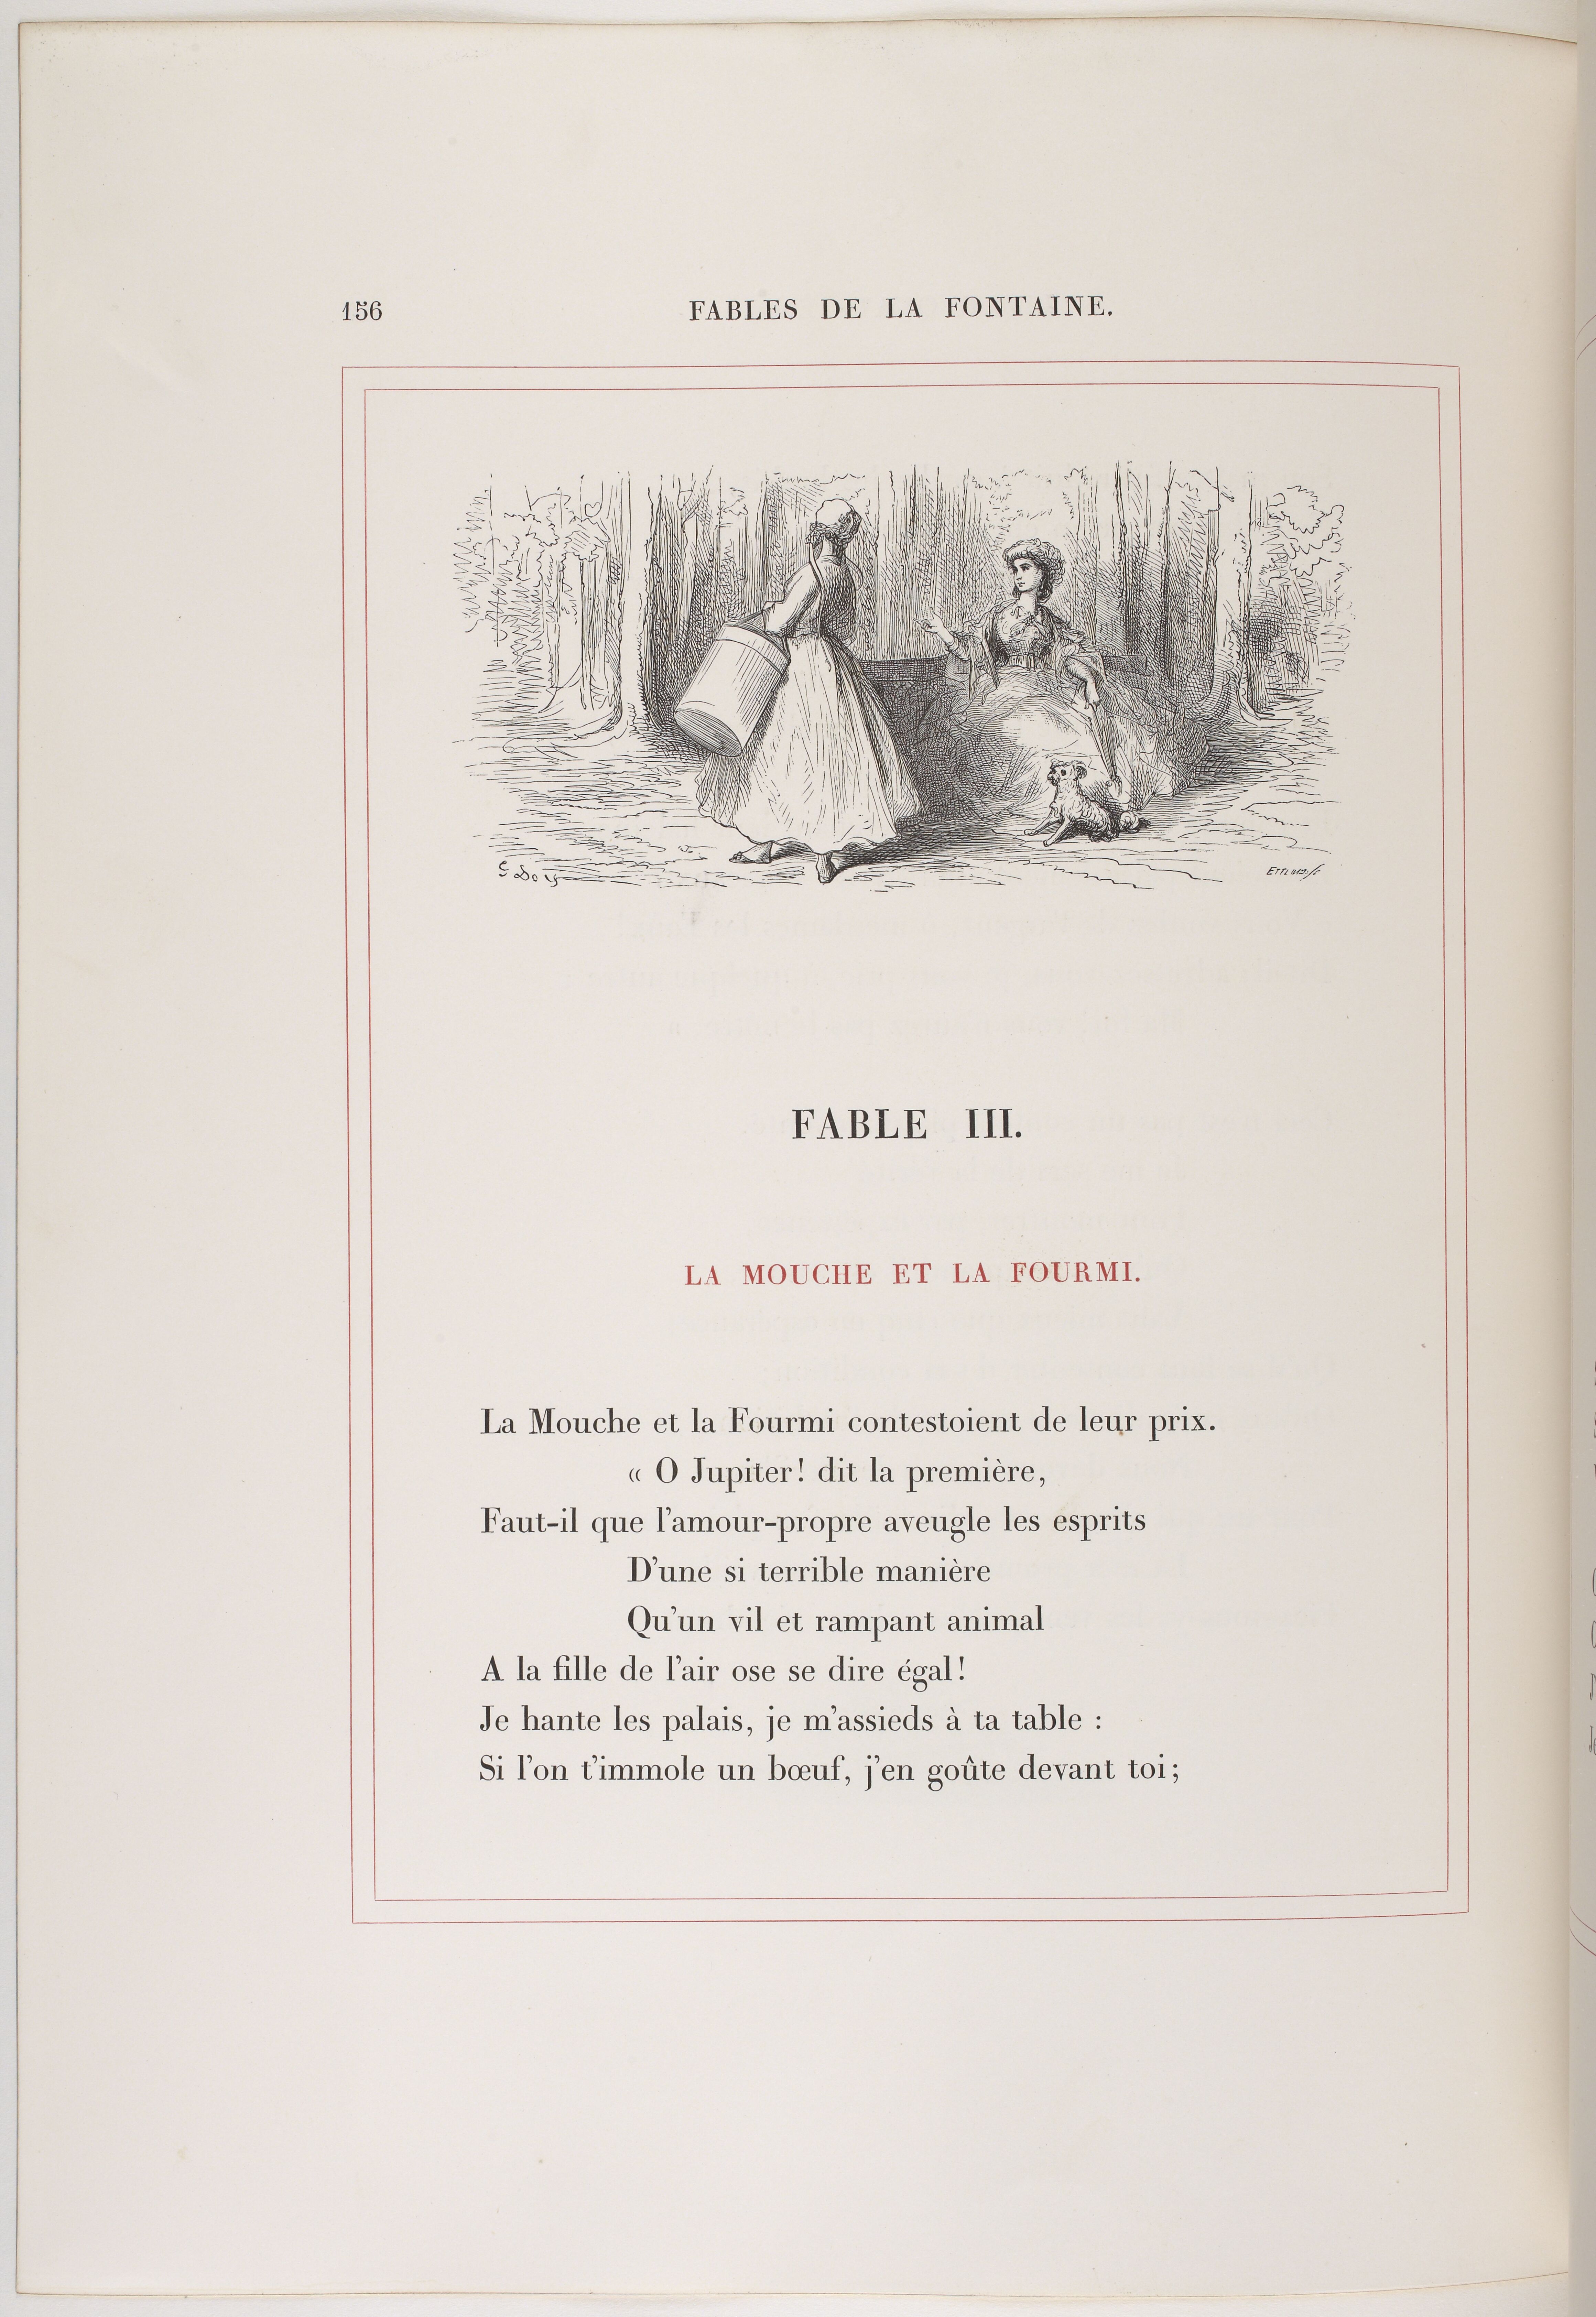 156
FABLES DE LA FONTAINE.
G Doré
FABLE III.
LA MOUCHE ET LA FOURMI.
La Mouche et la Fourmi contestoient de leur prix.
« O Jupiter! dit la première,
Faut-il que l'amour-propre aveugle les esprits
D'une si terrible manière
Qu'un vil et rampant animal
A la fille de l'air ose se dire égal!
Je hante les palais, je m'assieds à ta table :
Si l'on t'immole un bœuf, j'en goûte devant toi;